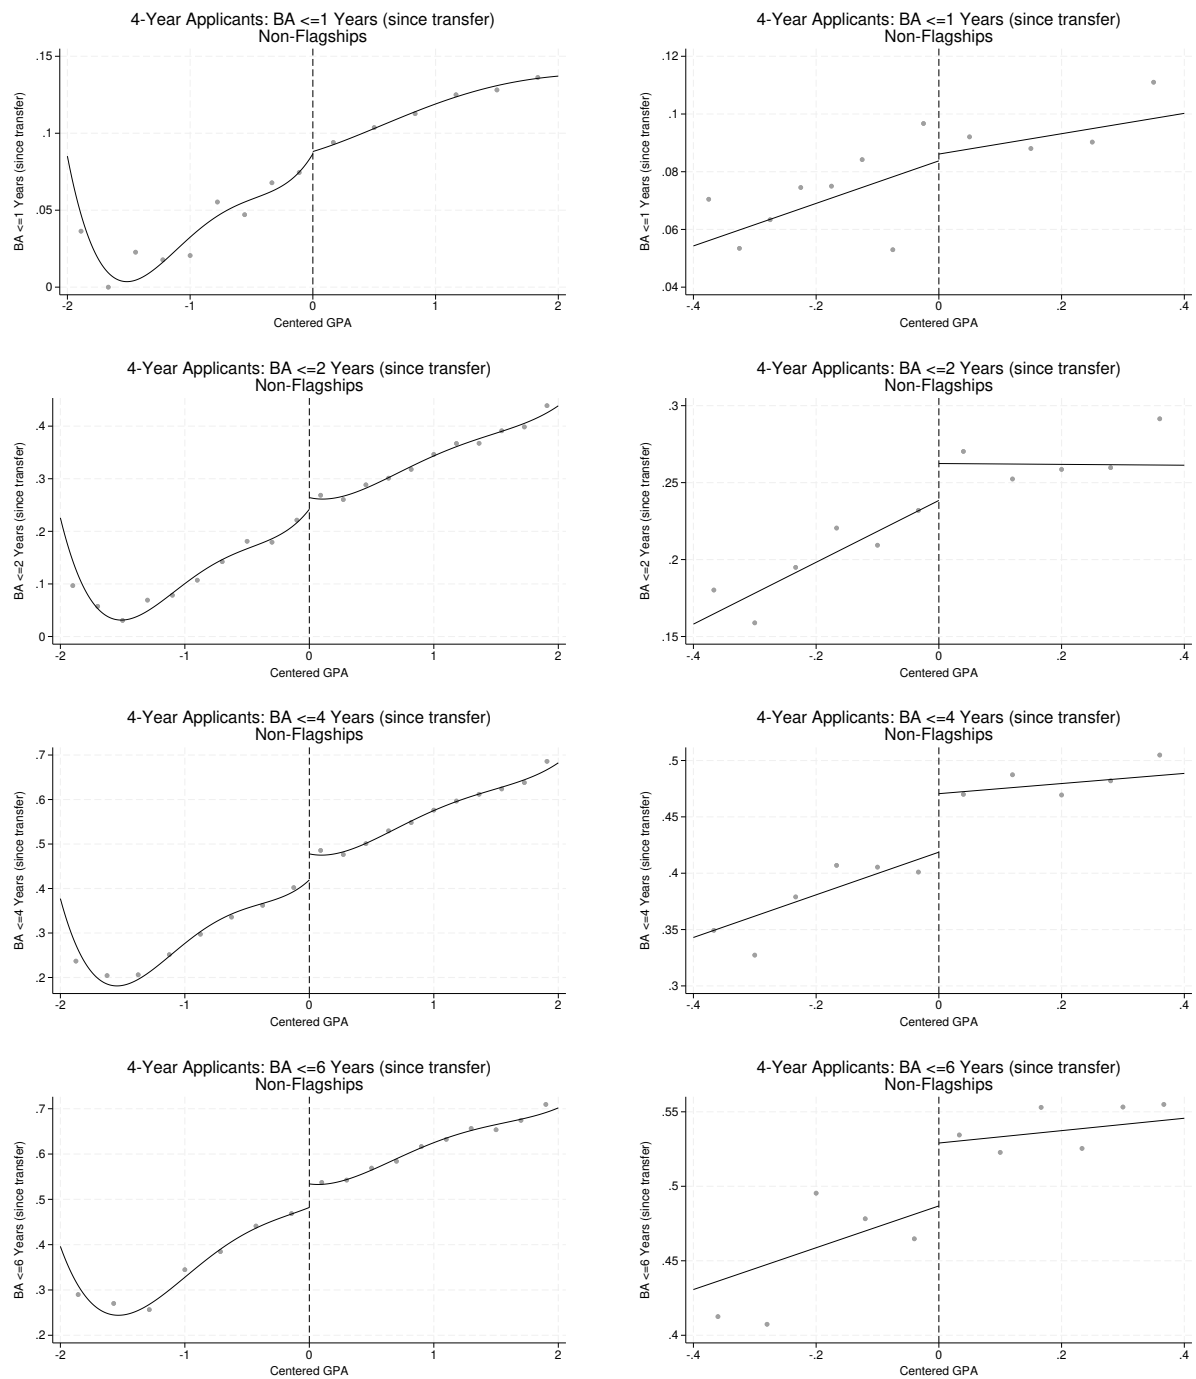 4-Year Applicants: BA <=1 Years (since transfer)
Non-Flagships
BA <=1 Years (since transfer)
.15
.1
.05
0
-2 -1 0 1 2
Centered GPA
4-Year Applicants: BA <=1 Years (since transfer)
Non-Flagships
BA <=1 Years (since transfer)
.12
.1
.08
.06
.04
-.4 -.2 0 .2 .4
Centered GPA
4-Year Applicants: BA <=2 Years (since transfer)
Non-Flagships
BA <=2 Years (since transfer)
.4
.3
.2
.1
0
-2 -1 0 1 2
Centered GPA
4-Year Applicants: BA <=2 Years (since transfer)
Non-Flagships
BA <=2 Years (since transfer)
.3
.25
.2
.15
-.4 -.2 0 .2 .4
Centered GPA
4-Year Applicants: BA <=4 Years (since transfer)
Non-Flagships
BA <=4 Years (since transfer)
.7
.6
.5
.4
.3
.2
-2 -1 0 1 2
Centered GPA
4-Year Applicants: BA <=4 Years (since transfer)
Non-Flagships
BA <=4 Years (since transfer)
.5
.45
.4
.35
.3
-.4 -.2 0 .2 .4
Centered GPA
4-Year Applicants: BA <=6 Years (since transfer)
Non-Flagships
BA <=6 Years (since transfer)
.7
.6
.5
.4
.3
.2
-2 -1 0 1 2
Centered GPA
4-Year Applicants: BA <=6 Years (since transfer)
Non-Flagships
BA <=6 Years (since transfer)
.55
.5
.45
.4
-.4 -.2 0 .2 .4
Centered GPA